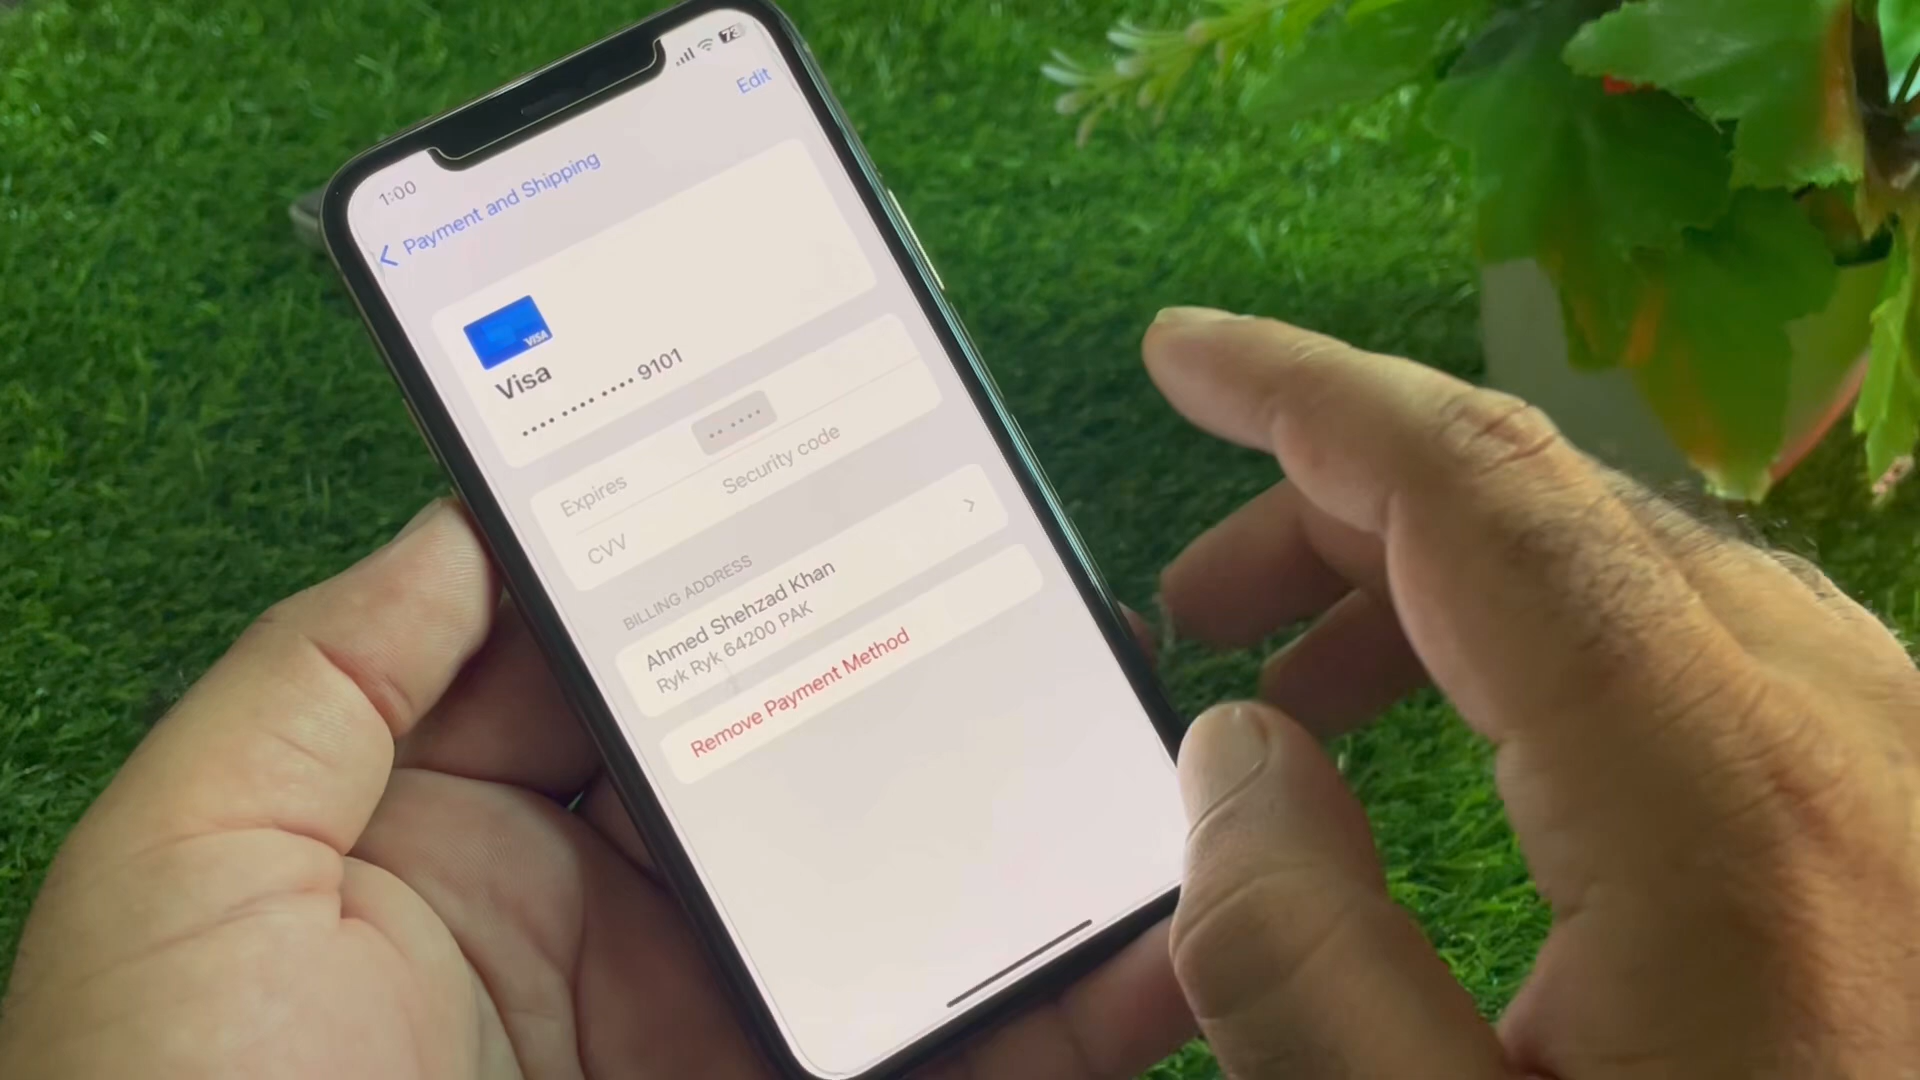 1:00
73
Edit
Payment and Shipping
VISA
Visa
•••• •••• •••• 9101
Expires •• ••••
CVV Security code
BILLING ADDRESS
Ahmed Shehzad Khan
Ryk Ryk 64200 PAK
Remove Payment Method